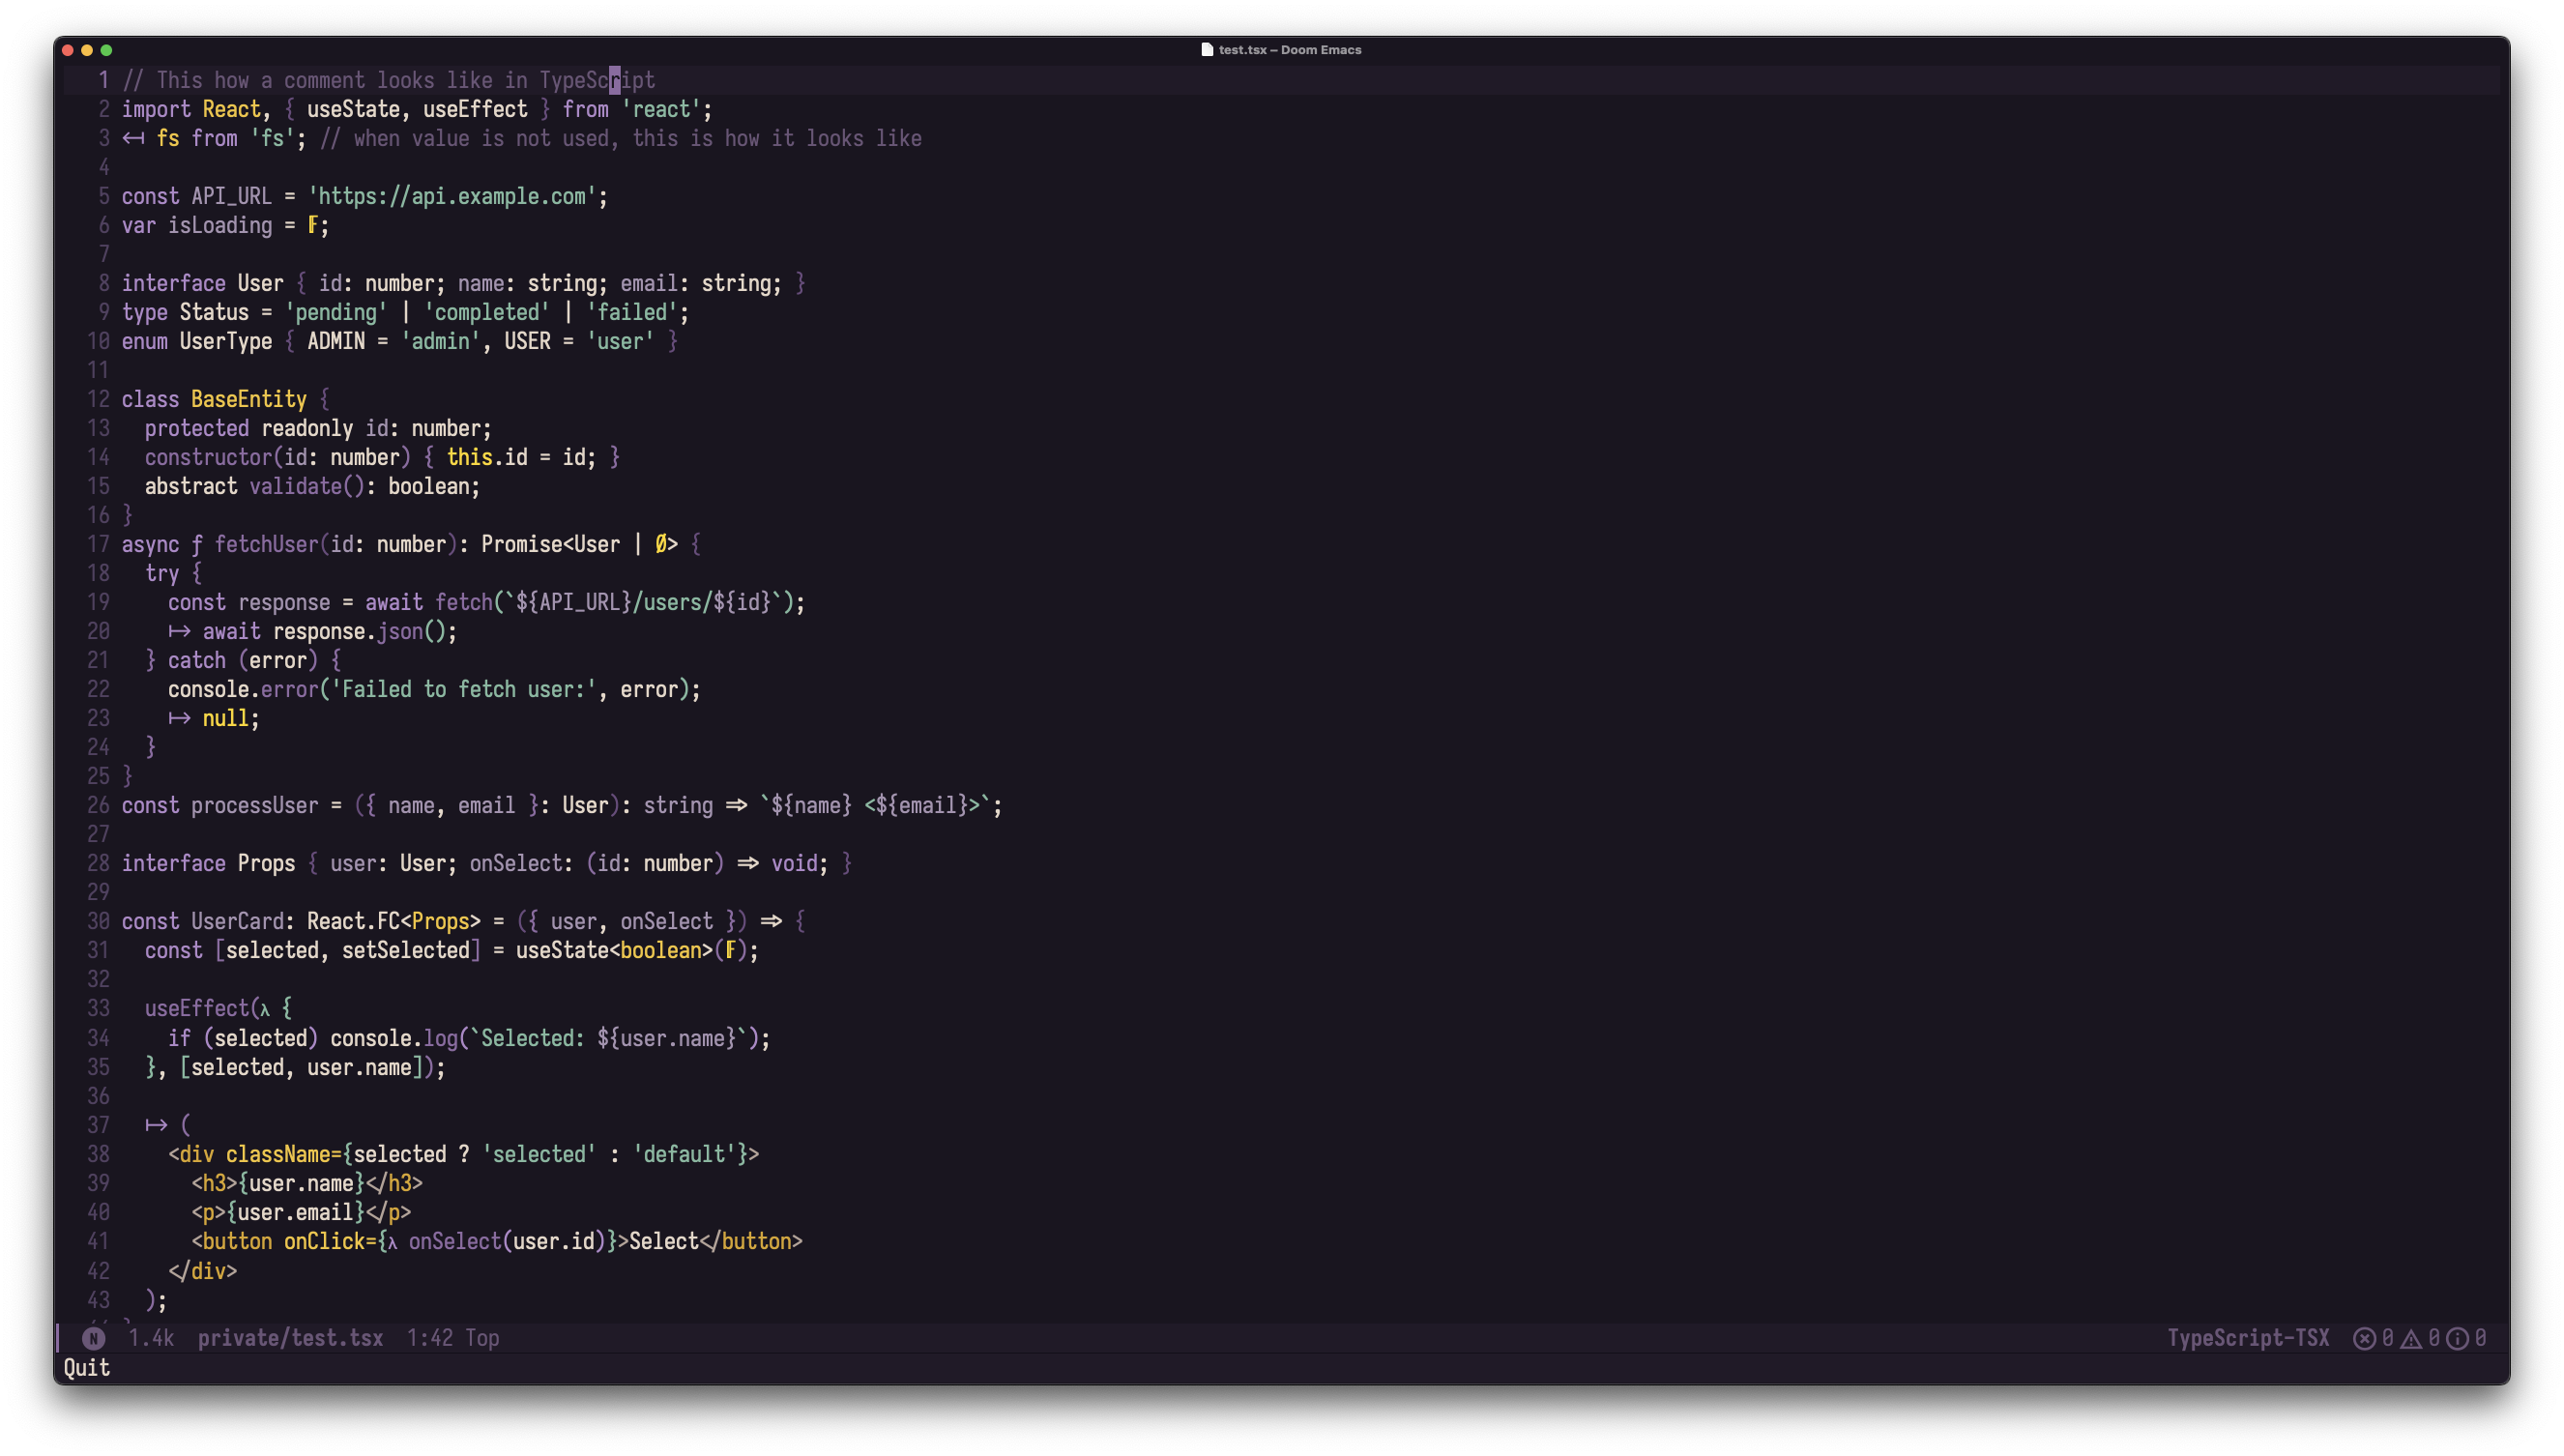 test.tsx – Doom Emacs
1 // This how a comment looks like in TypeScript
2 import React, { useState, useEffect } from 'react';
3 ↤ fs from 'fs'; // when value is not used, this is how it looks like
4
5 const API_URL = 'https://api.example.com';
6 var isLoading = 𝔽;
7
8 interface User { id: number; name: string; email: string; }
9 type Status = 'pending' | 'completed' | 'failed';
10 enum UserType { ADMIN = 'admin', USER = 'user' }
11
12 class BaseEntity {
13   protected readonly id: number;
14   constructor(id: number) { this.id = id; }
15   abstract validate(): boolean;
16 }
17 async ƒ fetchUser(id: number): Promise<User | Ø> {
18   try {
19     const response = await fetch(`${API_URL}/users/${id}`);
20     ↦ await response.json();
21   } catch (error) {
22     console.error('Failed to fetch user:', error);
23     ↦ null;
24   }
25 }
26 const processUser = ({ name, email }: User): string ⇒ `${name} <${email}>`;
27
28 interface Props { user: User; onSelect: (id: number) ⇒ void; }
29
30 const UserCard: React.FC<Props> = ({ user, onSelect }) ⇒ {
31   const [selected, setSelected] = useState<boolean>(𝔽);
32
33   useEffect(λ {
34     if (selected) console.log(`Selected: ${user.name}`);
35   }, [selected, user.name]);
36
37   ↦ (
38     <div className={selected ? 'selected' : 'default'}>
39       <h3>{user.name}</h3>
40       <p>{user.email}</p>
41       <button onClick={λ onSelect(user.id)}>Select</button>
42     </div>
43   );
N 1.4k private/test.tsx 1:42 Top TypeScript-TSX 0 0 0
Quit